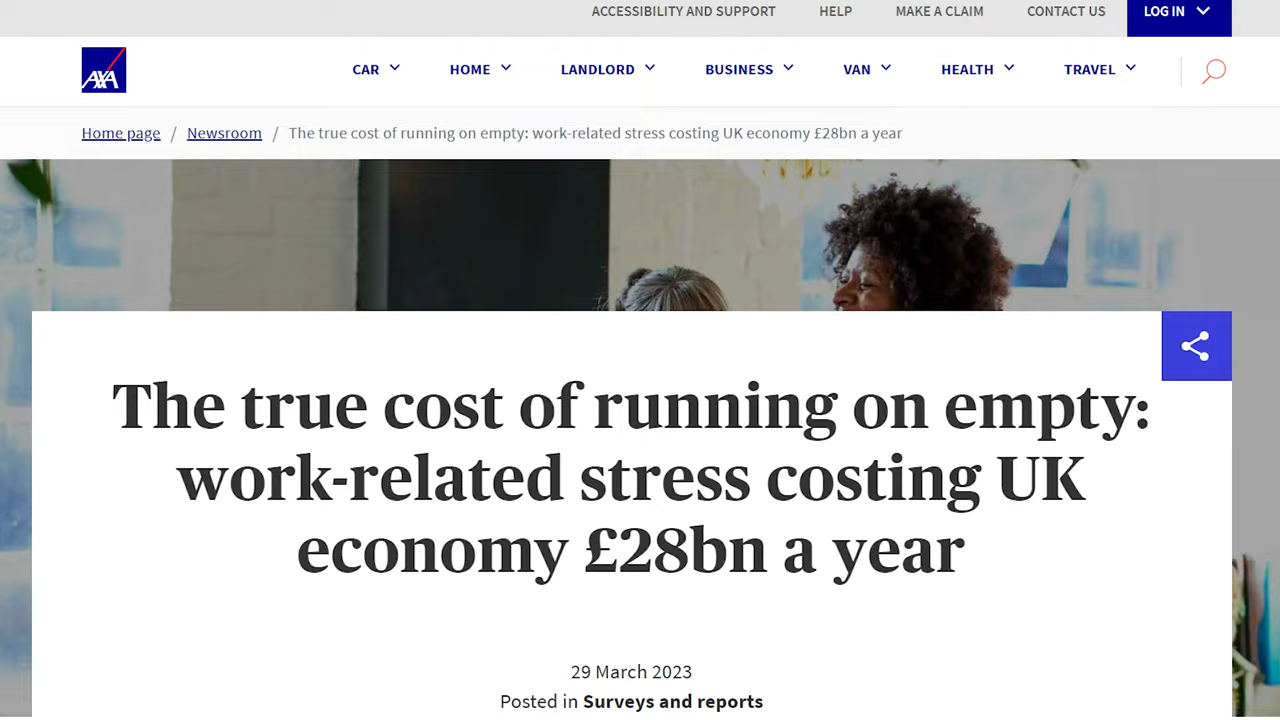 ACCESSIBILITY AND SUPPORT HELP MAKE A CLAIM CONTACT US LOG IN
AXA CAR HOME LANDLORD BUSINESS VAN HEALTH TRAVEL
Home page / Newsroom / The true cost of running on empty: work-related stress costing UK economy £28bn a year
The true cost of running on empty:
work-related stress costing UK
economy £28bn a year
29 March 2023
Posted in Surveys and reports